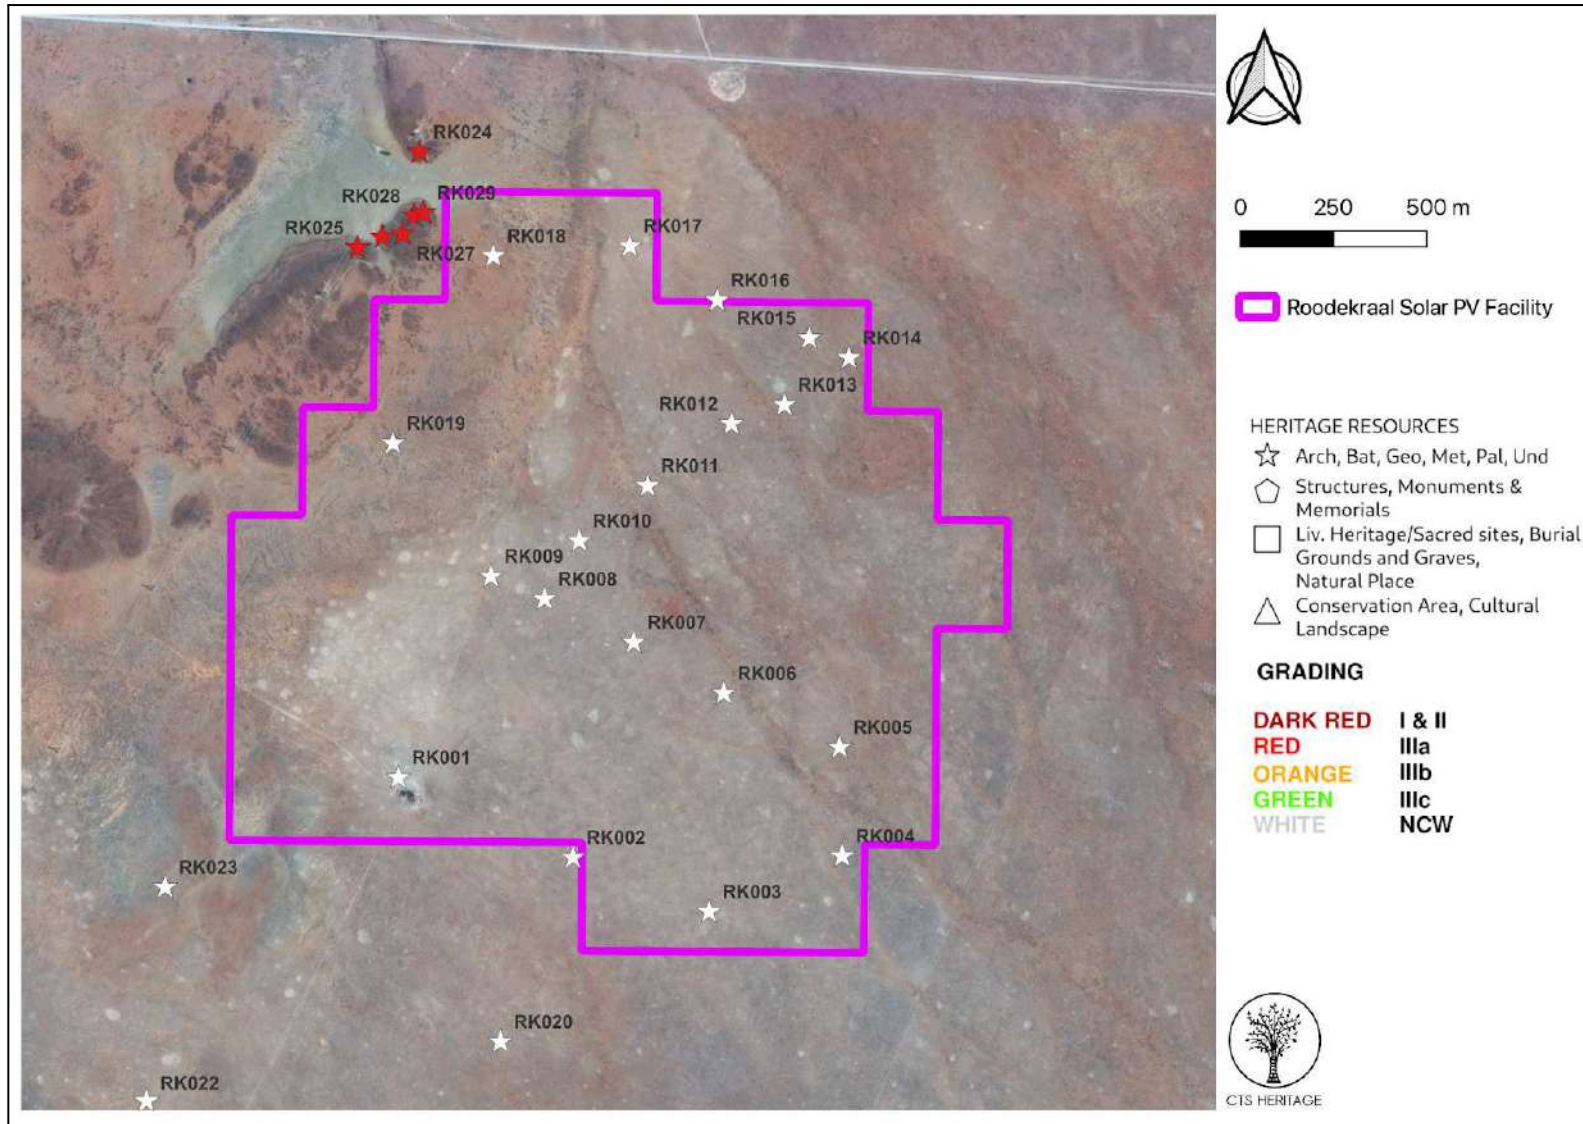 RK024
RK028
RK029
RK025
RK027
RK018
RK017
RK016
RK015
RK014
RK013
RK012
RK019
RK011
RK010
RK009
RK008
RK007
RK006
RK005
RK001
RK002
RK004
RK023
RK003
RK020
RK022
0 250 500 m
Roodekraal Solar PV Facility
HERITAGE RESOURCES
Arch, Bat, Geo, Met, Pal, Und
Structures, Monuments &
Memorials
Liv. Heritage/Sacred sites, Burial
Grounds and Graves,
Natural Place
Conservation Area, Cultural
Landscape
GRADING
DARK RED I & II
RED IIIa
ORANGE IIIb
GREEN IIIc
WHITE NCW
CTS HERITAGE